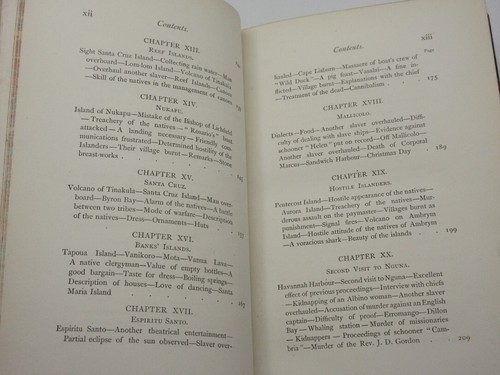 xii
Contents.
CHAPTER XIII.
REEF ISLANDS.
Page
Sight Santa Cruz Island—Collecting rain water—Man
overboard—Lom-lom Island—Volcano of Tinakula
—Overhaul another slaver—Reef Islands—Canoes
—Skill of the natives in the management of
CHAPTER XIV.
NUKAPU.
Island of Nukapu—Mistake of the Bishop of Lichfield
—Treachery of the natives—"Rosario's" boat
attacked—A landing necessary—Friendly com-
munications frustrated—Determined hostility of the
Islanders—Their village burnt—Remarks—Stone
breast-works
CHAPTER XV.
SANTA CRUZ.
Volcano of Tinakula—Santa Cruz Island—Man over-
board—Byron Bay—Alarm of the natives—A battle
between two tribes—Mode of warfare—Description
of the natives—Dress—Ornaments—Houses
CHAPTER XVI.
BANKS' ISLANDS.
Tapoua Island—Vanikoro—Mota—Vanua Lava—
A native clergyman—Value of empty bottles—A
good bargain—Taste for dress—Boiling springs—
Description of houses—Love of dancing—Santa
Maria Island
CHAPTER XVII.
ESPIRITU SANTO.
Espiritu Santo—Another theatrical entertainment—
Partial eclipse of the sun observed—Slaver over-
xiii
Contents.
Page
hauled—Cape Lisburn—Massacre of boat's crew of
"Wild Duck"—A pig feast—Vasalai—A fine in-
flicted—Village burnt—Explanations with the chief
—Treatment of the dead—Cannibalism 175
CHAPTER XVIII.
MALLICOLO.
Dialects—Food—Another slaver overhauled—Diffi-
culty of dealing with slave ships—Evidence against
schooner "Helen" put on record—Off Mallicolo—
Another slaver overhauled—Death of Corporal
Marcus—Sandwich Harbour—Christmas Day 189
CHAPTER XIX.
HOSTILE ISLANDERS.
Pentecost Island—Hostile appearance of the natives—
Aurora Island—Treachery of the natives—Mur-
derous assault on the paymaster—Villages burnt as
punishment—Signal fires—Volcano on Ambrym
Island—Hostile attitude of the natives of Ambrym
—A voracious shark—Beauty of the islands 199
CHAPTER XX.
SECOND VISIT TO NGUNA.
Havannah Harbour—Second visit to Nguna—Excellent
effect of previous proceedings—Interview with chiefs
—Kidnapping of an Albino woman—Another slaver
overhauled—Accusation of murder against an English
captain—Difficulty of proof—Erromango—Dillon
Bay—Whaling station—Murder of missionaries
—Kidnappers—Proceedings of schooner "Cam-
bria"—Murder of the Rev. J. D. Gordon